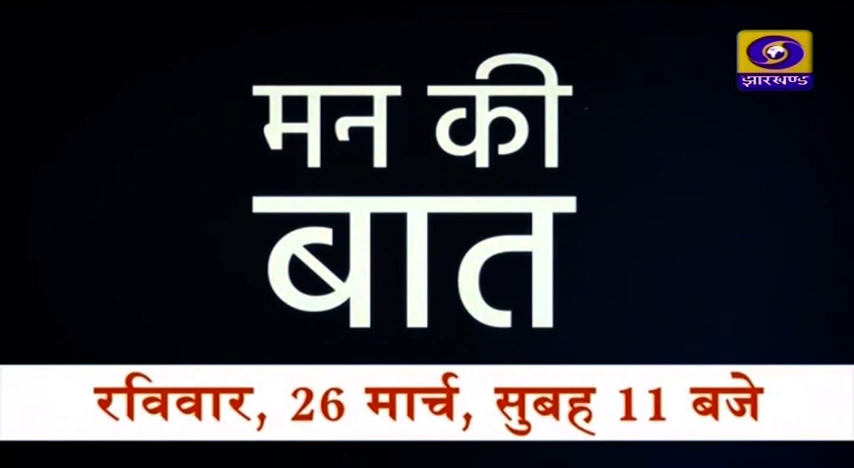 झारखण्ड
मन की
बात
रविवार, 26 मार्च, सुबह 11 बजे